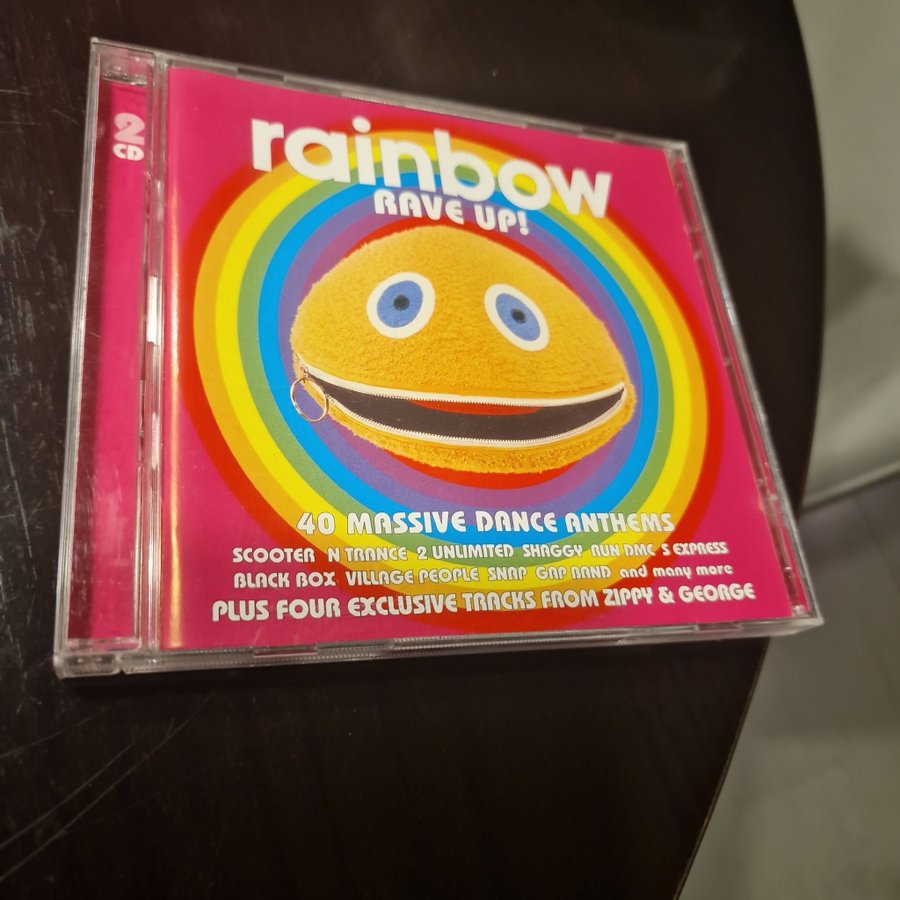 2
CD
rainbow
RAVE UP!
40 MASSIVE DANCE ANTHEMS
SCOOTER N TRANCE 2 UNLIMITED SHAGGY RUN DMC S EXPRESS
BLACK BOX VILLAGE PEOPLE SNAP GAP BAND and many more
PLUS FOUR EXCLUSIVE TRACKS FROM ZIPPY & GEORGE